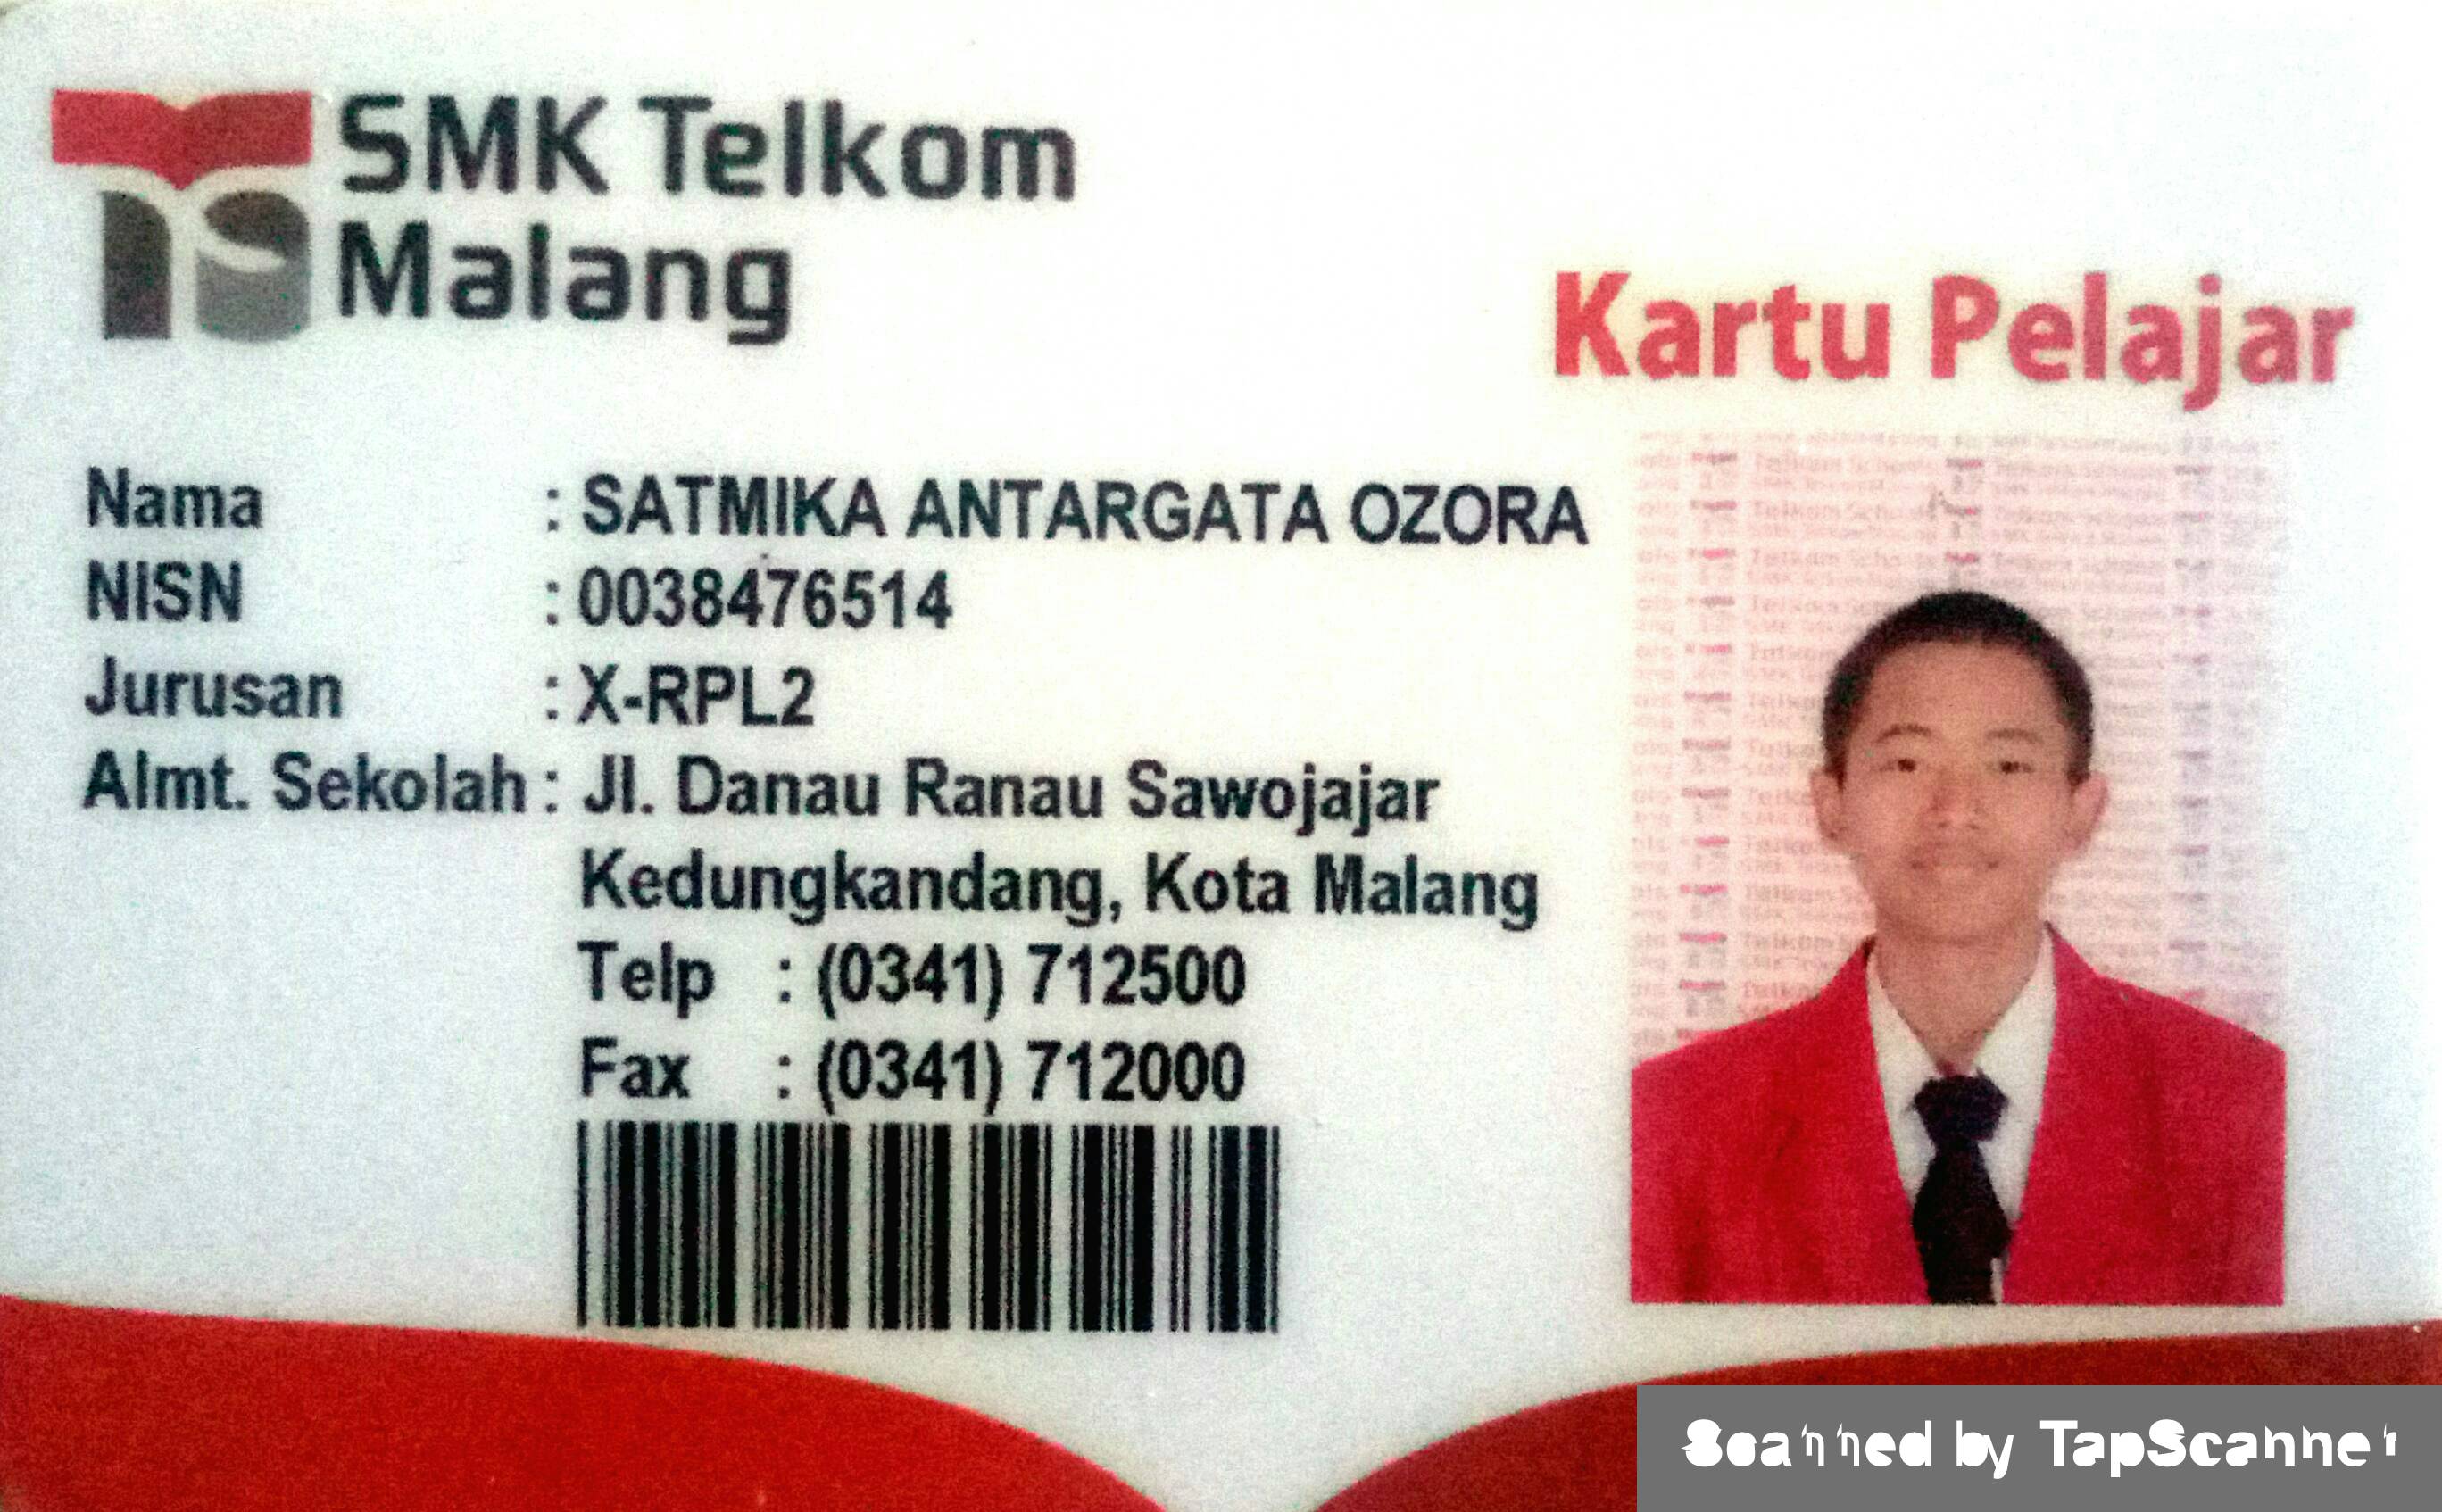 SMK Telkom
Malang
Kartu Pelajar
Nama : SATMIKA ANTARGATA OZORA
NISN : 0038476514
Jurusan : X-RPL2
Almt. Sekolah : Jl. Danau Ranau Sawojajar
Kedungkandang, Kota Malang
Telp : (0341) 712500
Fax : (0341) 712000
Scanned by TapScanner